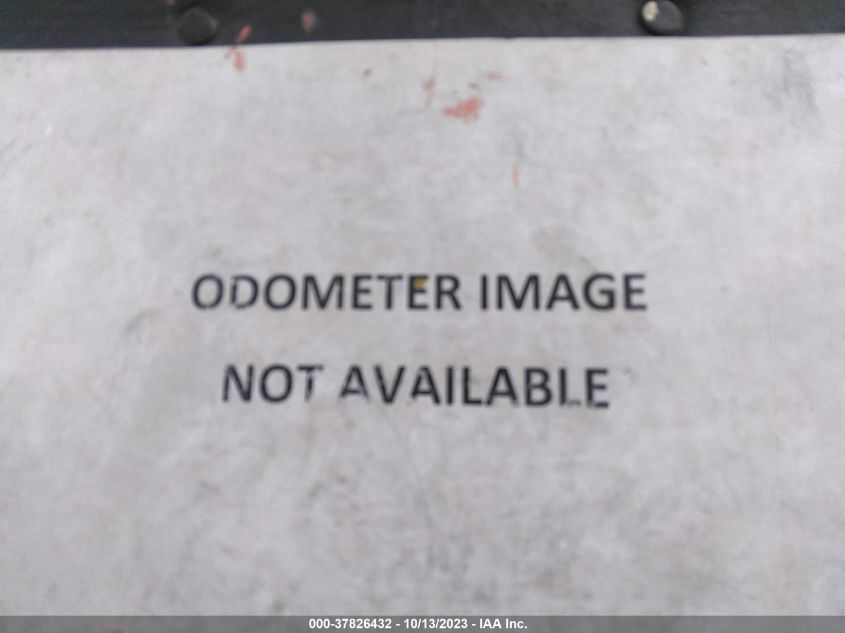 ODOMETER IMAGE
NOT AVAILABLE
000-37826432 - 10/13/2023 - IAA Inc.